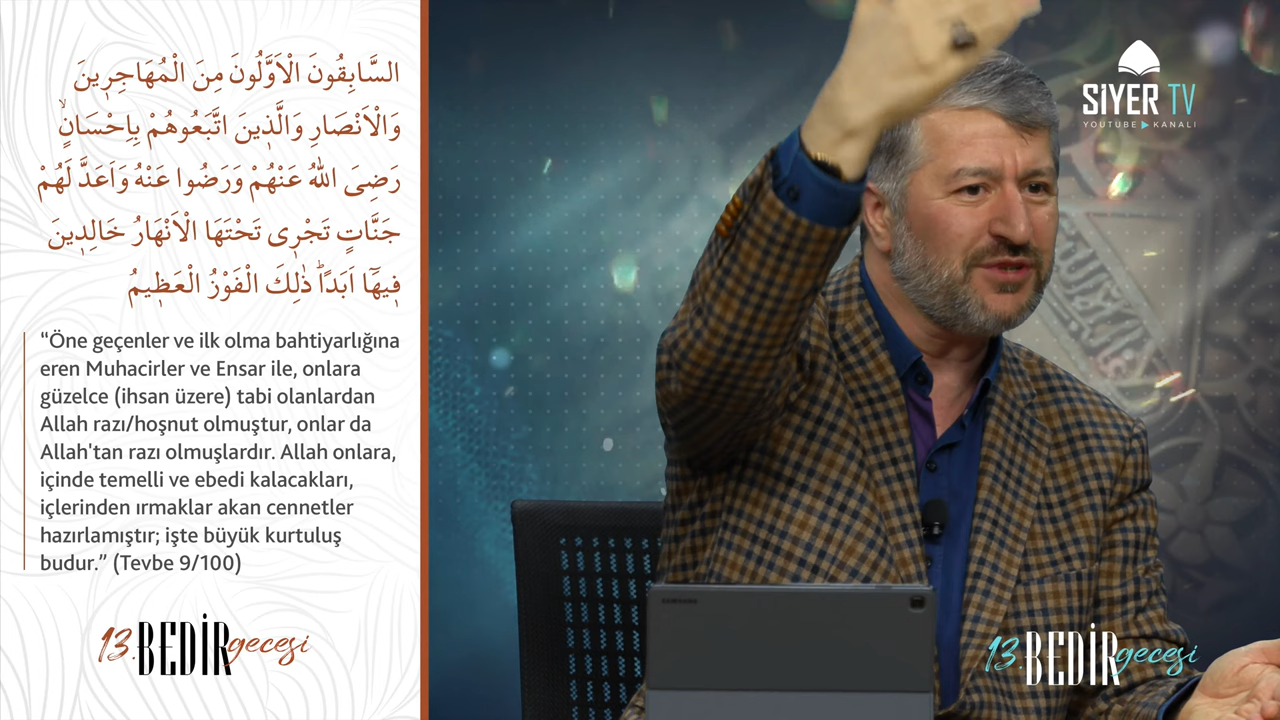 السَّابِقُونَ الْاَوَّلُونَ مِنَ الْمُهَاجِرٖينَ
وَالْاَنْصَارِ وَالَّذٖينَ اتَّبَعُوهُمْ بِاِحْسَانٍۙ
رَضِىَ اللّٰهُ عَنْهُمْ وَرَضُوا عَنْهُ وَاَعَدَّ لَهُمْ
جَنَّاتٍ تَجْرٖى تَحْتَهَا الْاَنْهَارُ خَالِدٖينَ
فٖيهَٓا اَبَدًاؕ ذٰلِكَ الْفَوْزُ الْعَظٖيمُ
“Öne geçenler ve ilk olma bahtiyarlığına
eren Muhacirler ve Ensar ile, onlara
güzelce (ihsan üzere) tabi olanlardan
Allah razı/hoşnut olmuştur, onlar da
Allah'tan razı olmuşlardır. Allah onlara,
içinde temelli ve ebedi kalacakları,
içlerinden ırmaklar akan cennetler
hazırlamıştır; işte büyük kurtuluş
budur.” (Tevbe 9/100)
13. BEDİR gecesi
SİYER TV
YOUTUBE KANALI
SAMSUNG
13. BEDİR gecesi